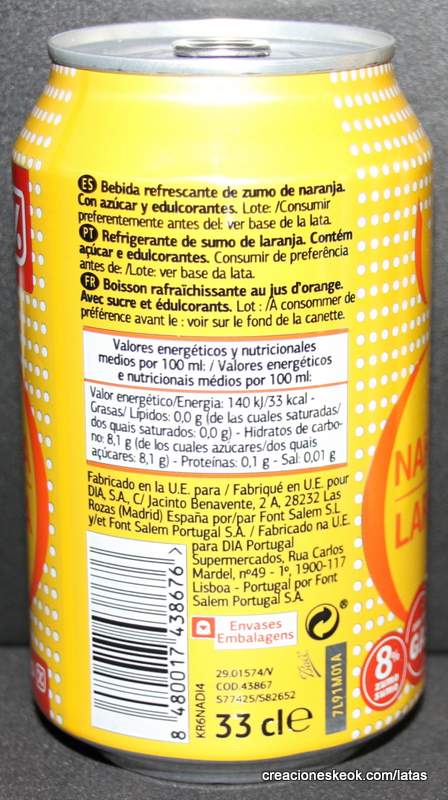 ES Bebida refrescante de zumo de naranja.
Con azúcar y edulcorantes. Lote: /Consumir
preferentemente antes del: ver base de la lata.
PT Refrigerante de sumo de laranja. Contém
açúcar e edulcorantes. Consumir de preferência
antes de: /Lote: ver base da lata.
FR Boisson rafraîchissante au jus d'orange.
Avec sucre et édulcorants. Lot : /À consommer de
préférence avant le : voir sur le fond de la canette.
Valores energéticos y nutricionales
medios por 100 ml: / Valores energéticos
e nutricionais médios por 100 ml:
Valor energético/Energia: 140 kJ/33 kcal -
Grasas/ Lípidos: 0,0 g (de las cuales saturadas/
dos quais saturados: 0,0 g) - Hidratos de carbo-
no: 8,1 g (de los cuales azúcares/dos quais
açúcares: 8,1 g) - Proteínas: 0,1 g - Sal: 0,01 g
Fabricado en la U.E. para / Fabriqué en U.E. pour
DIA, S.A., C/ Jacinto Benavente, 2 A, 28232 Las
Rozas (Madrid) España por/par Font Salem S.L
y/et Font Salem Portugal S.A. / Fabricado na U.E.
para DIA Portugal
Supermercados, Rua Carlos
Mardel, nº49 - 1º, 1900-117
Lisboa - Portugal por Font
Salem Portugal S.A.
Envases
Embalagens
8 480017 438676 >
KR6NADI4
29.01574/V
COD.43867
S77425/S82652
7L91M01A
33 cl e
NA
LA
8%
creacioneskeok.com/latas